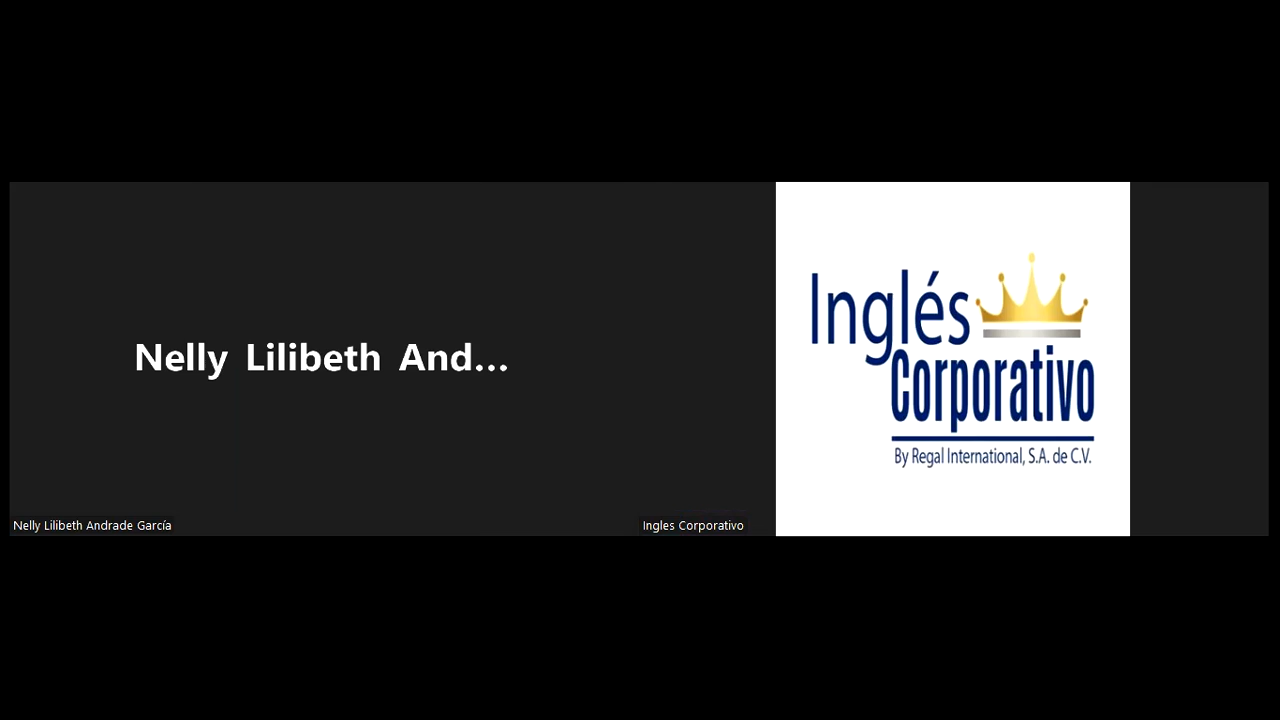 Nelly Lilibeth And...
Nelly Lilibeth Andrade García
Inglés
Corporativo
By Regal International, S.A. de C.V.
Ingles Corporativo